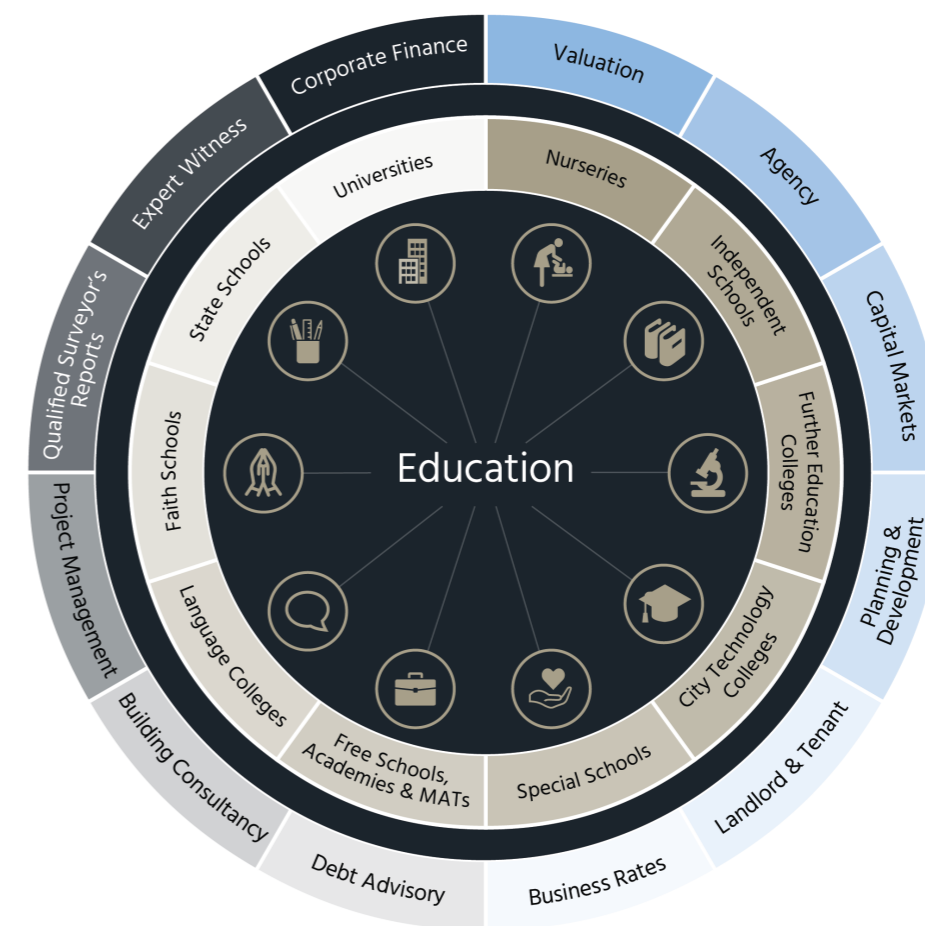 Corporate Finance
Valuation
Agency
Capital Markets
Planning &
Development
Landlord & Tenant
Business Rates
Debt Advisory
Building Consultancy
Project Management
Qualified Surveyor's
Reports
Expert Witness
Universities
Nurseries
Independent
Schools
Further Education
Colleges
City Technology
Colleges
Special Schools
Free Schools,
Academies & MATs
Language Colleges
Faith Schools
State Schools
Education